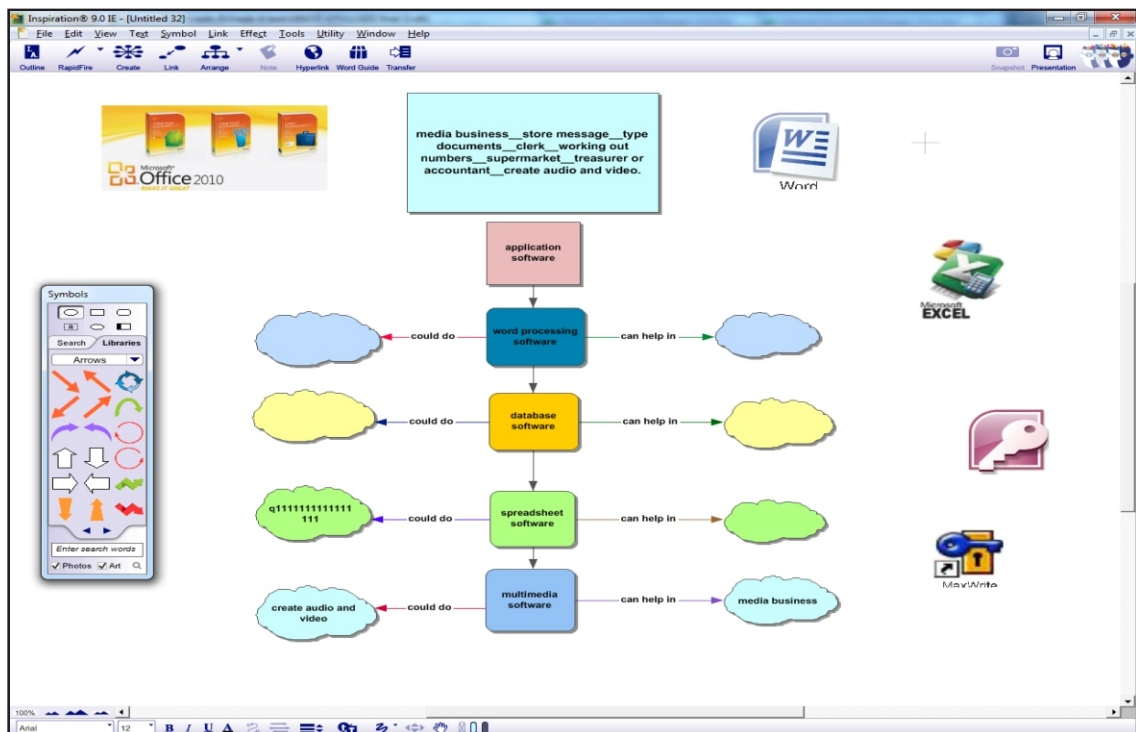 Inspiration® 9.0 IE - [Untitled 32]
File Edit View Text Symbol Link Effect Tools Utility Window Help
Outline RapidFire Create Link Arrange Note Hyperlink Word Guide Transfer Snapshot Presentation
Microsoft®
Office 2010
MAKE IT GREAT
media business__store message__type
documents__clerk__working out
numbers__supermarket__treasurer or
accountant__create audio and video.
W
Word
application
software
Microsoft
EXCEL
Symbols
Search Libraries
Arrows
Enter search words
Photos Art
could do
word processing
software
can help in
could do
database
software
can help in
q1111111111111
111
could do
spreadsheet
software
can help in
create audio and
video
could do
multimedia
software
can help in
media business
MaxWrite
100%
Arial 12 B I U A